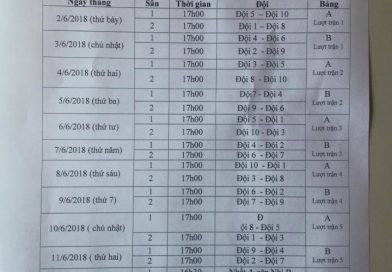 Ngày tháng Sân Thời gian Đội Bảng
2/6/2018 (thứ bảy) 1 17h00 Đội 5 – Đội 10 A
2 17h00 Đội 1 – Đội 8 Lượt trận 1
3/6/2018 (chủ nhật) 1 17h00 Đội 4 - Đội 6 B
2 17h00 Đội 2 - Đội 9 Lượt trận 1
4/6/2018 (thứ hai) 1 17h00 Đội 3 - Đội 5 A
2 17h00 Đội 8 - Đội 10 Lượt trận 2
5/6/2018 (thứ ba) 1 17h00 Đội7 - Đội 4 B
2 17h00 Đội 9 - Đội 6 Lượt trận 2
6/6/2018 (thứ tư) 1 17h00 Đội 5 - Đội 1 A
2 17h00 Đội 10 - Đội 3 Lượt trận 3
7/6/2018 (thứ năm) 1 17h00 Đội 4 - Đội 2 B
2 17h00 Đội 6 - Đội 7 Lượt trận 3
8/6/2018 (thứ sáu) 1 17h00 Đội 10 - Đội 1 A
2 17h00 Đội 3 - Đội 8 Lượt trận 4
9/6/2018 (thứ 7) 1 17h00 Đội 6 - Đội 2 B
2 17h00 Đội 7 - Đội 9 Lượt trận 4
10/6/2018 ( chủ nhật) 1 17h00 Đ A
ội 8 - Đội 5 Lượt trận 5
2 17h00 Đội 1 - Đội 3
11/6/2018 ( thứ hai) 1 17h00 Đội 9 - Đội 4 B
2 17h00 Đội 2 - Đội 7 Lượt trận 5
1 16h30